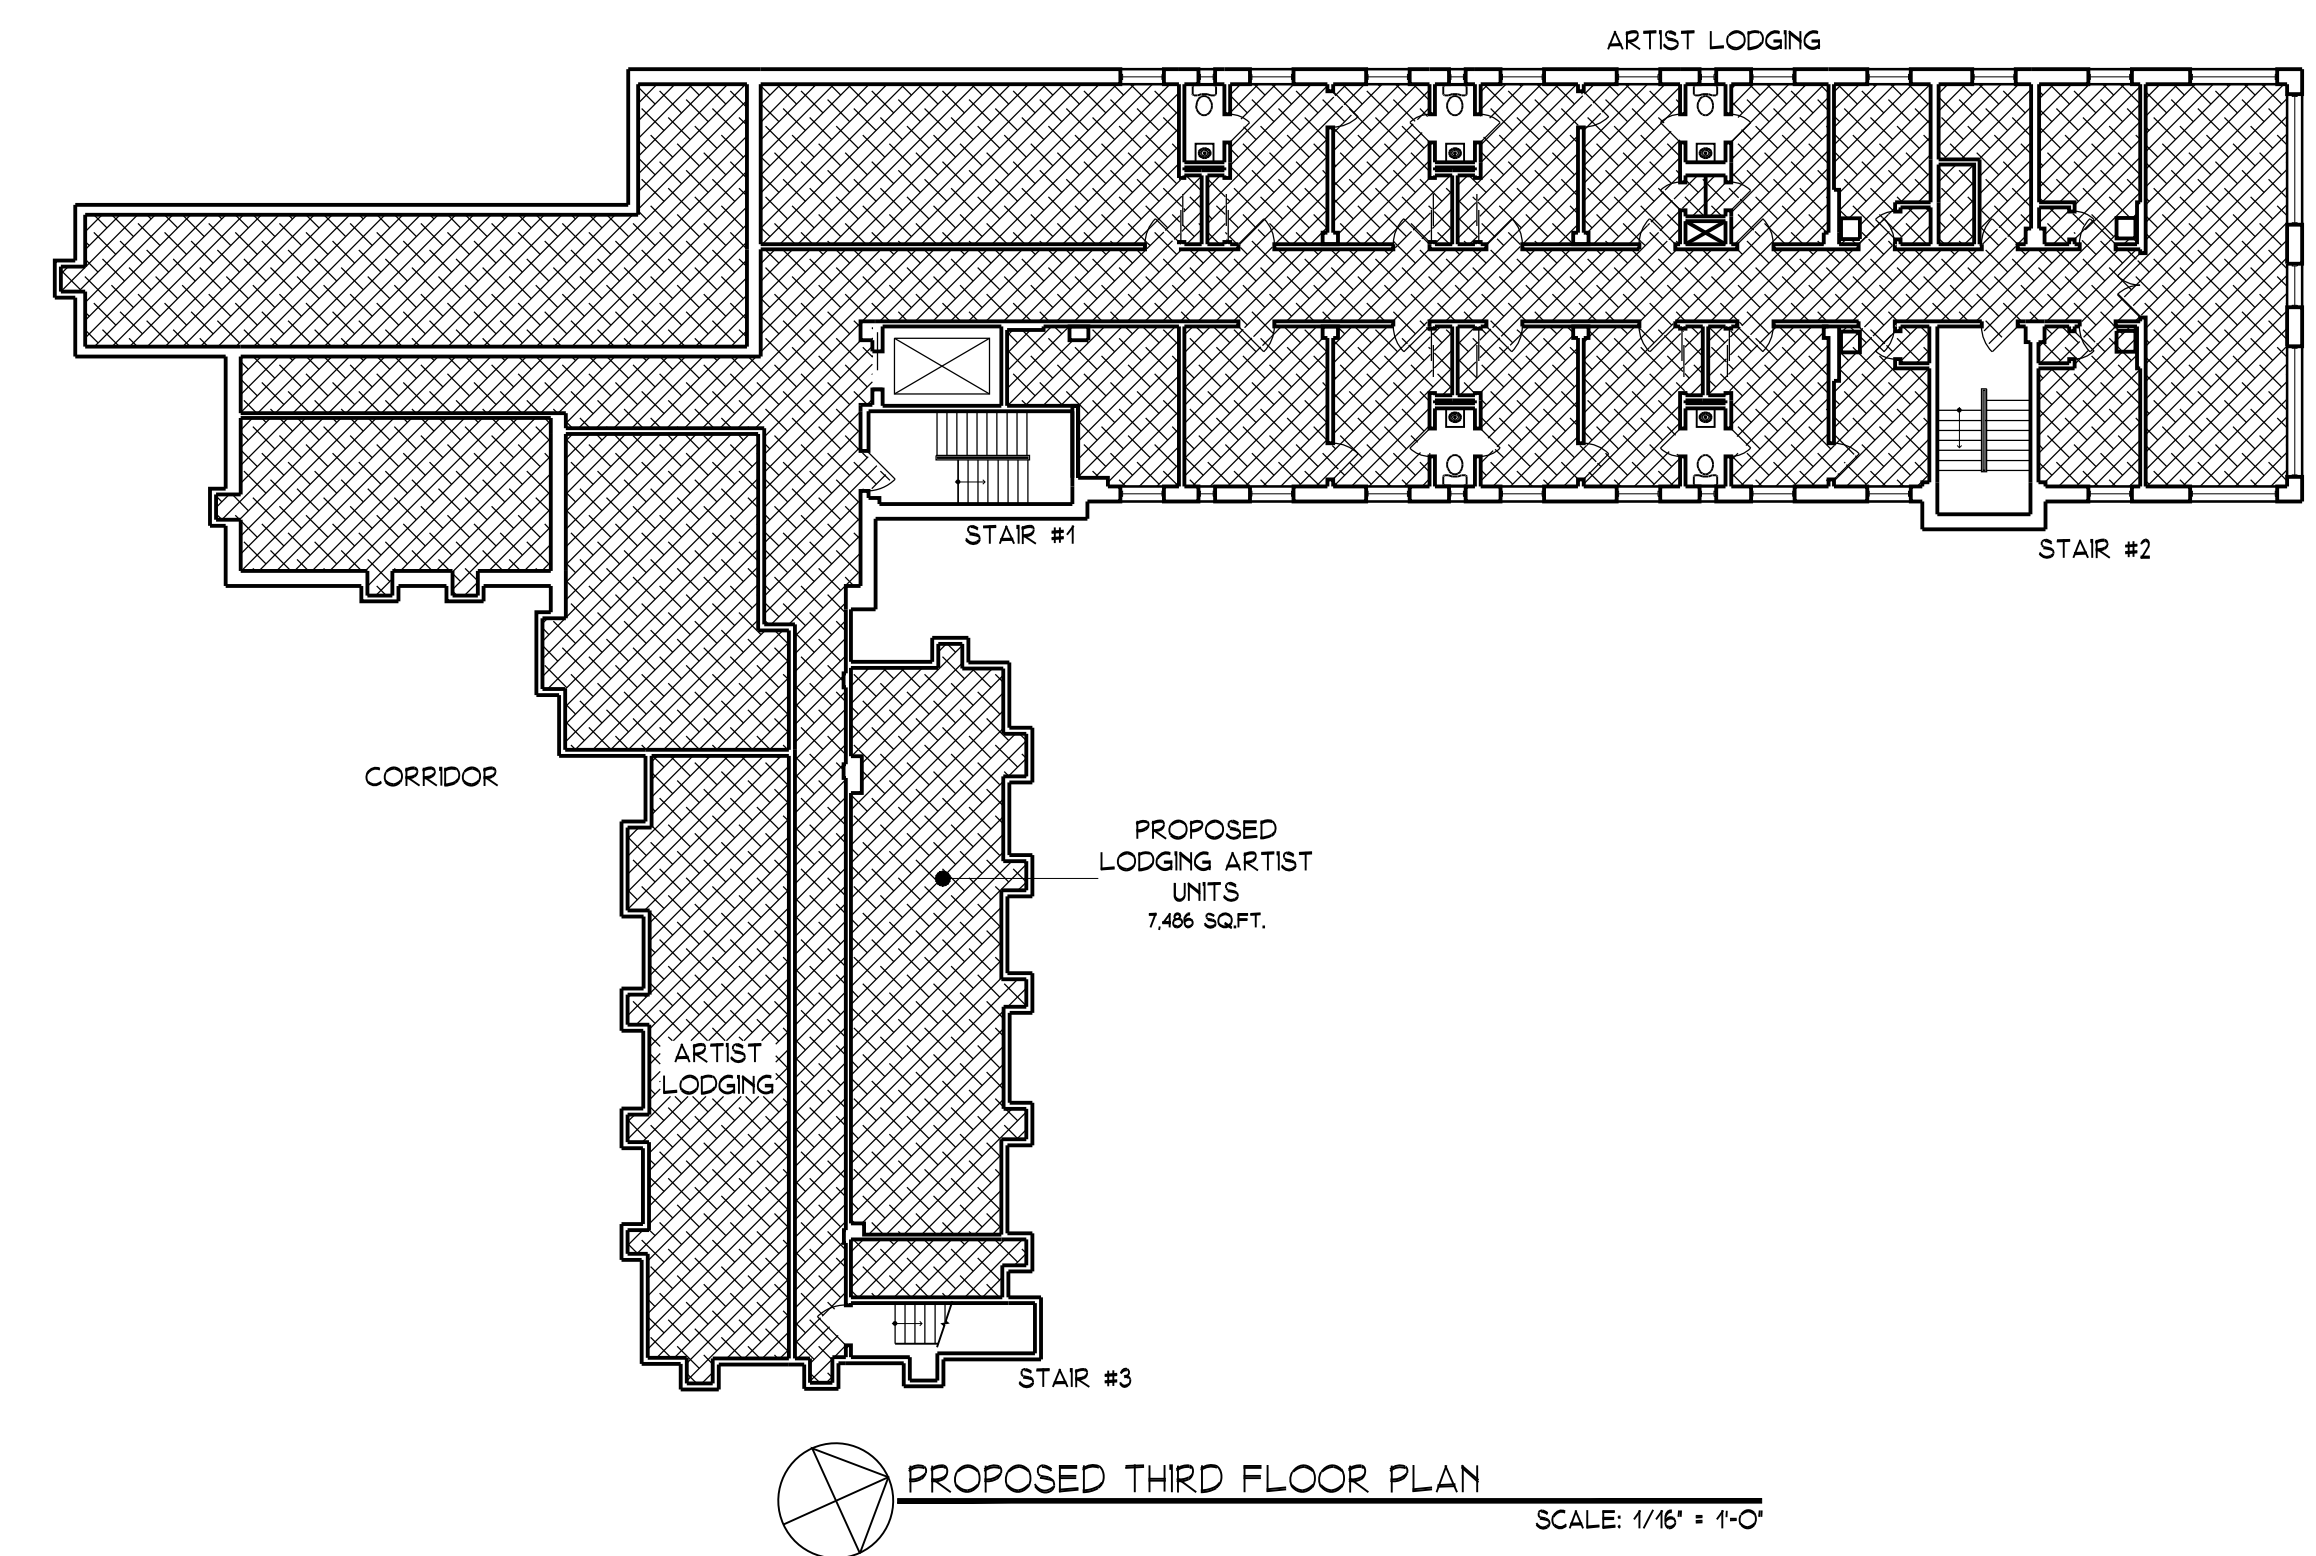 ARTIST LODGING
STAIR #1
STAIR #2
CORRIDOR
PROPOSED
LODGING ARTIST
UNITS
7,486 SQ.FT.
ARTIST
LODGING
STAIR #3
PROPOSED THIRD FLOOR PLAN
SCALE: 1/16" = 1'-0"